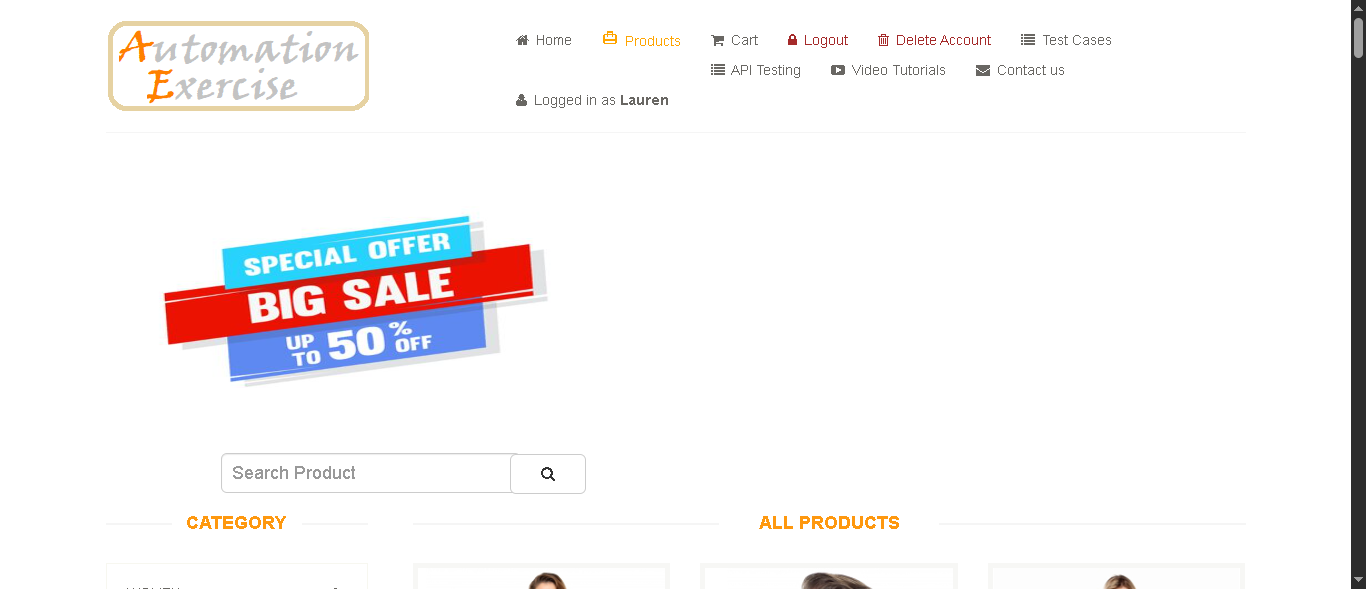 Automation
Exercise
Home Products Cart Logout Delete Account Test Cases
API Testing Video Tutorials Contact us
Logged in as Lauren
SPECIAL OFFER
BIG SALE
UP TO 50% OFF
Search Product
CATEGORY ALL PRODUCTS
WOMEN